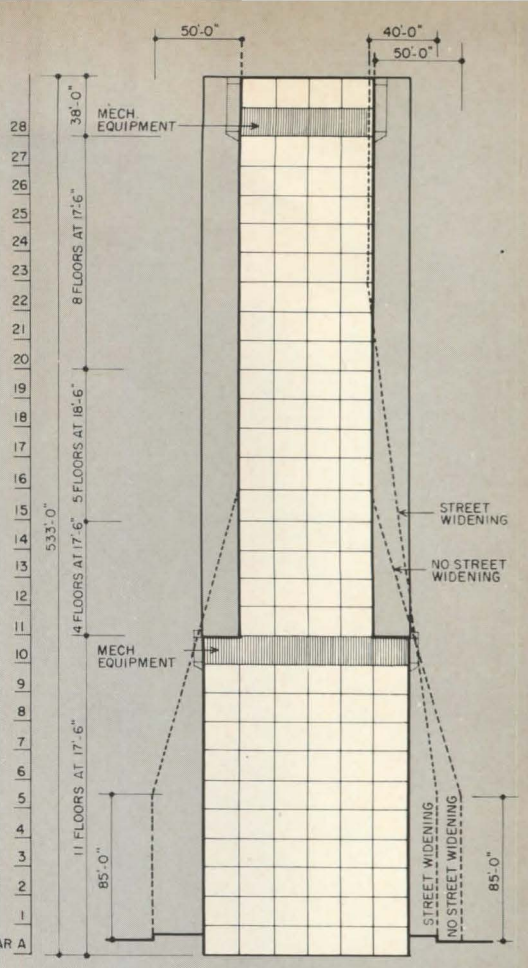 50'-0"
40'-0"
50'-0"
38'-0"
MECH.
EQUIPMENT
28
27
26
25
24
23
22
21
20
19
18
17
16
15
14
13
12
11
10
9
8
7
6
5
4
3
2
1
AR A
533'-0"
8 FLOORS AT 17'-6"
5 FLOORS AT 18'-6"
4 FLOORS AT 17'-6"
11 FLOORS AT 17'-6"
STREET
WIDENING
NO STREET
WIDENING
MECH
EQUIPMENT
85'-0"
STREET WIDENING
NO STREET WIDENING
85'-0"